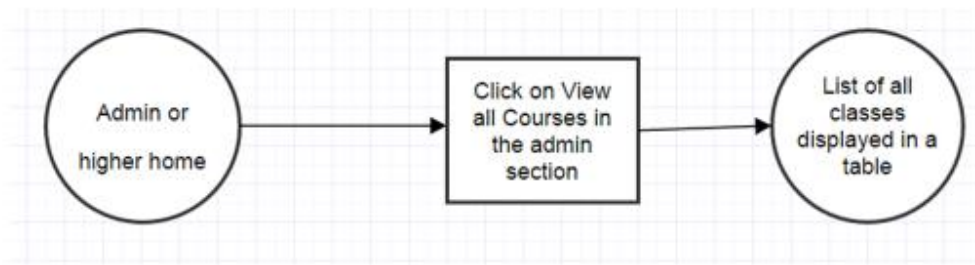 Admin or
higher home
Click on View
all Courses in
the admin
section
List of all
classes
displayed in a
table